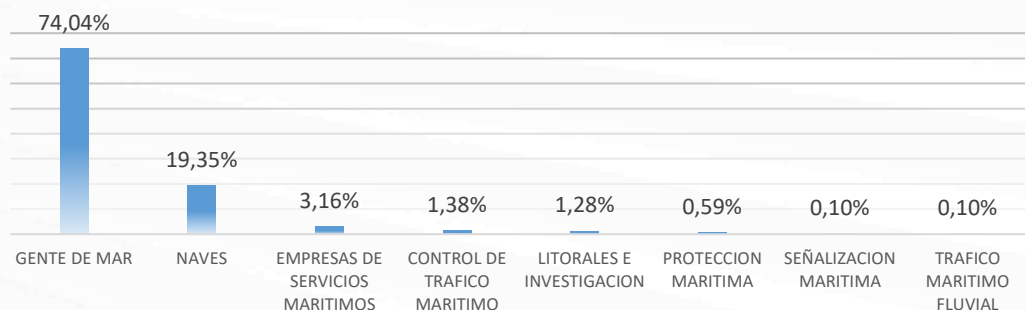 74,04%
19,35%
3,16%
1,38%
1,28%
0,59%
0,10%
0,10%
GENTE DE MAR
NAVES
EMPRESAS DE
SERVICIOS
MARITIMOS
CONTROL DE
TRAFICO
MARITIMO
LITORALES E
INVESTIGACION
PROTECCION
MARITIMA
SEÑALIZACION
MARITIMA
TRAFICO
MARITIMO
FLUVIAL